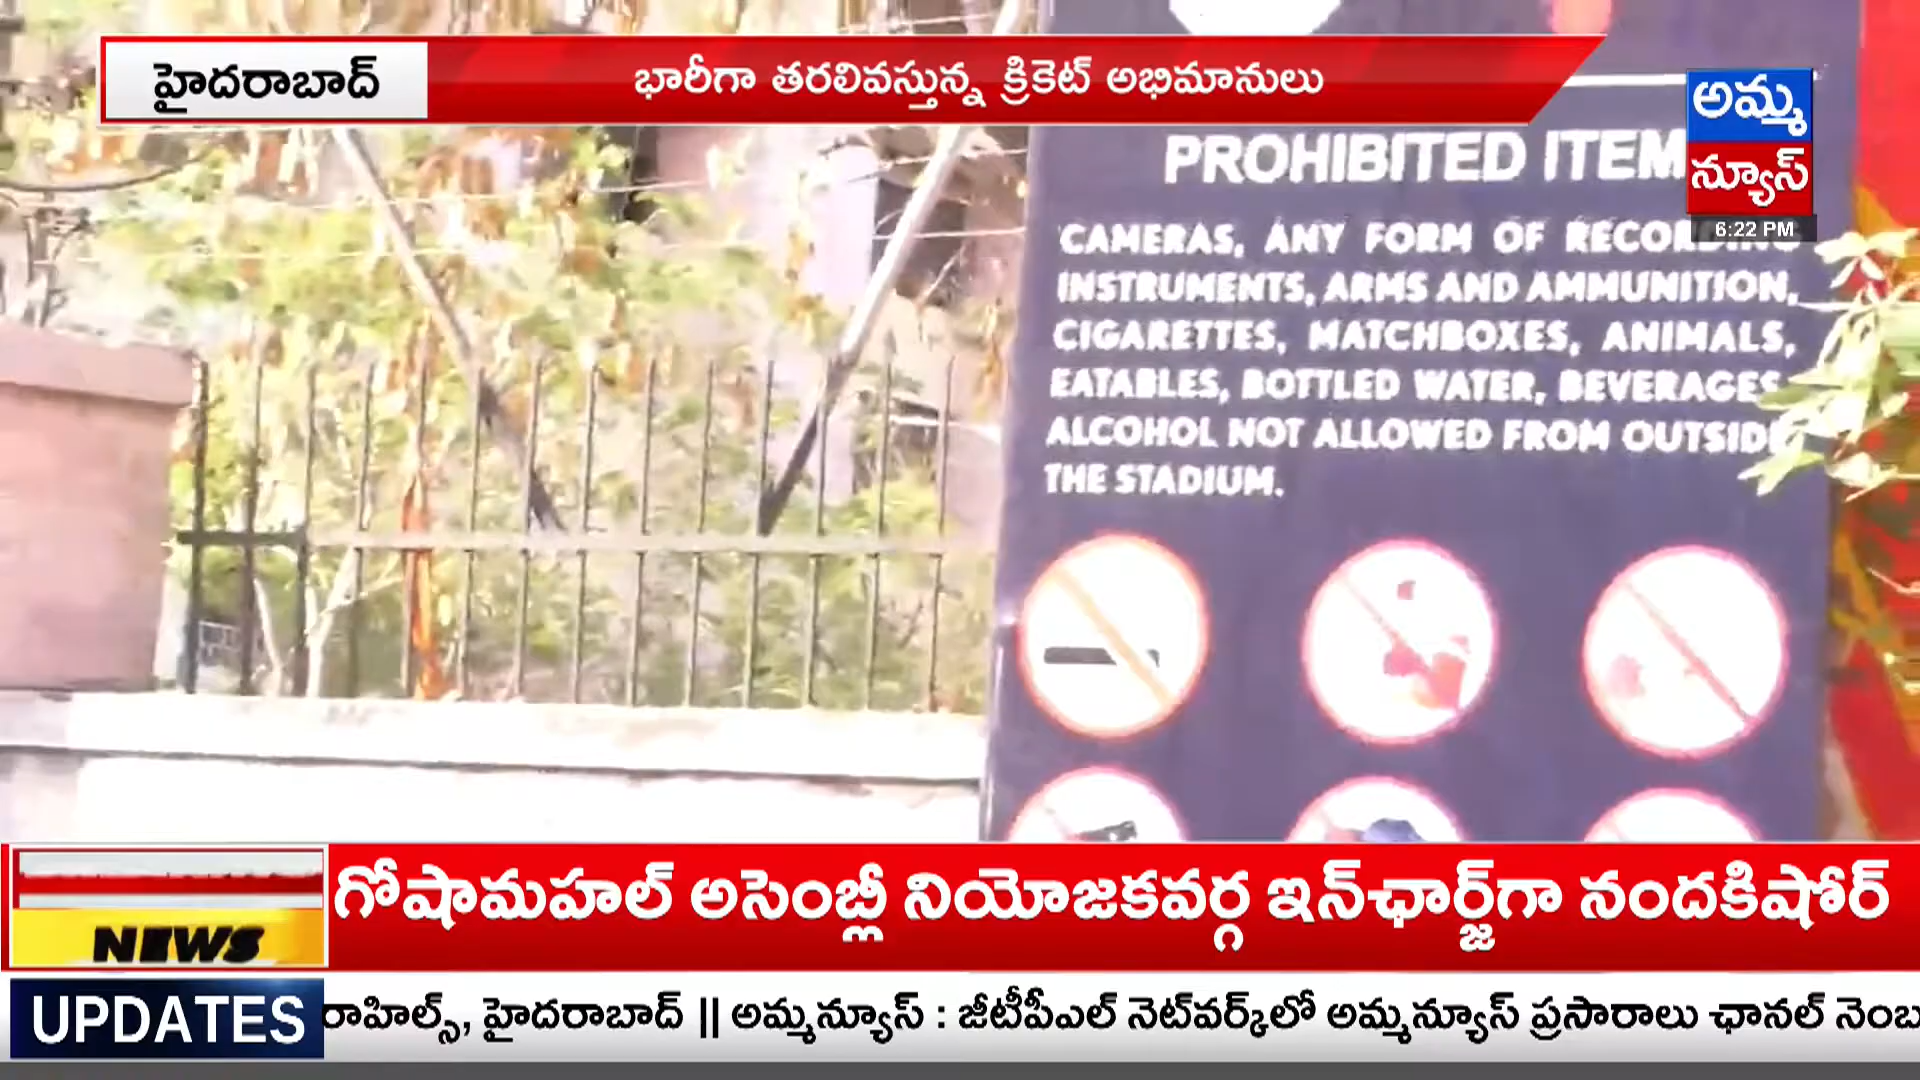 హైదరాబాద్
భారీగా తరలివస్తున్న క్రికెట్ అభిమానులు
అమ్మ
న్యూస్
6:22 PM
PROHIBITED ITEM
CAMERAS, ANY FORM OF RECORDING
INSTRUMENTS, ARMS AND AMMUNITION,
CIGARETTES, MATCHBOXES, ANIMALS,
EATABLES, BOTTLED WATER, BEVERAGES,
ALCOHOL NOT ALLOWED FROM OUTSIDE
THE STADIUM.
NEWS
గోషామహల్ అసెంబ్లీ నియోజకవర్గ ఇన్‌ఛార్జ్‌గా నందకిషోర్
UPDATES
రాహిల్స్, హైదరాబాద్ || అమ్మన్యూస్ : జీటీపీఎల్ నెట్‌వర్క్‌లో అమ్మన్యూస్ ప్రసారాలు ఛానల్ నెంబ